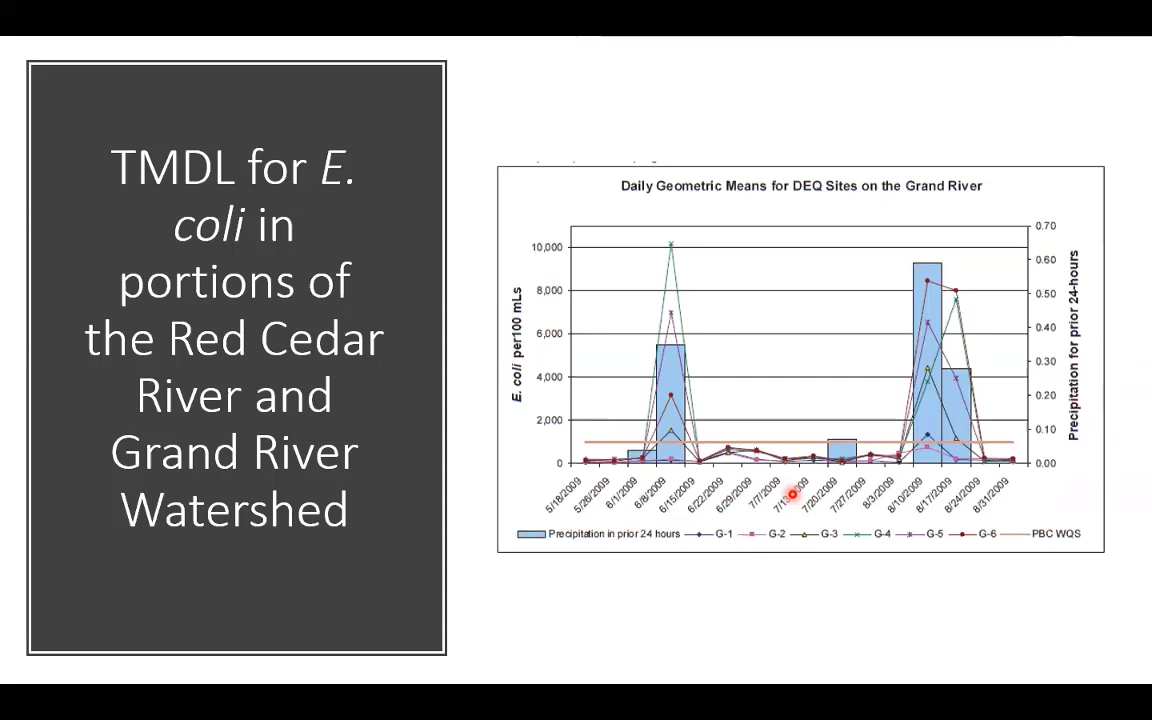 TMDL for E.
coli in
portions of
the Red Cedar
River and
Grand River
Watershed
Daily Geometric Means for DEQ Sites on the Grand River
E. coli per100 mLs
10,000
8,000
6,000
4,000
2,000
0
0.70
0.60
0.50
0.40
0.30
0.20
0.10
0.00
Precipitation for prior 24-hours
5/18/2009
5/26/2009
6/1/2009
6/8/2009
6/15/2009
6/22/2009
6/29/2009
7/7/2009
7/13/2009
7/20/2009
7/27/2009
8/3/2009
8/10/2009
8/17/2009
8/24/2009
8/31/2009
Precipitation in prior 24 hours G-1 G-2 G-3 G-4 G-5 G-6 PBC WQS